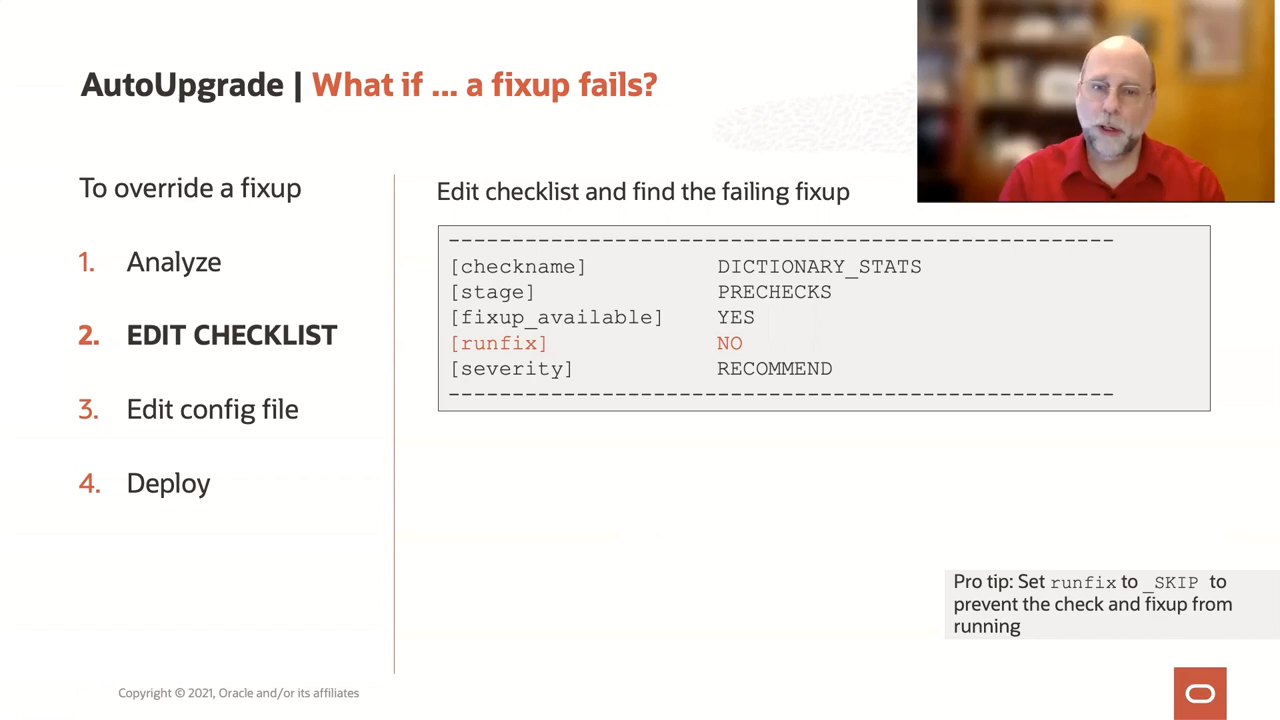 AutoUpgrade | What if ... a fixup fails?
To override a fixup
1. Analyze
2. EDIT CHECKLIST
3. Edit config file
4. Deploy
Edit checklist and find the failing fixup
----------------------------------------------------
[checkname] DICTIONARY_STATS
[stage] PRECHECKS
[fixup_available] YES
[runfix] NO
[severity] RECOMMEND
----------------------------------------------------
Pro tip: Set runfix to _SKIP to
prevent the check and fixup from
running
Copyright © 2021, Oracle and/or its affiliates